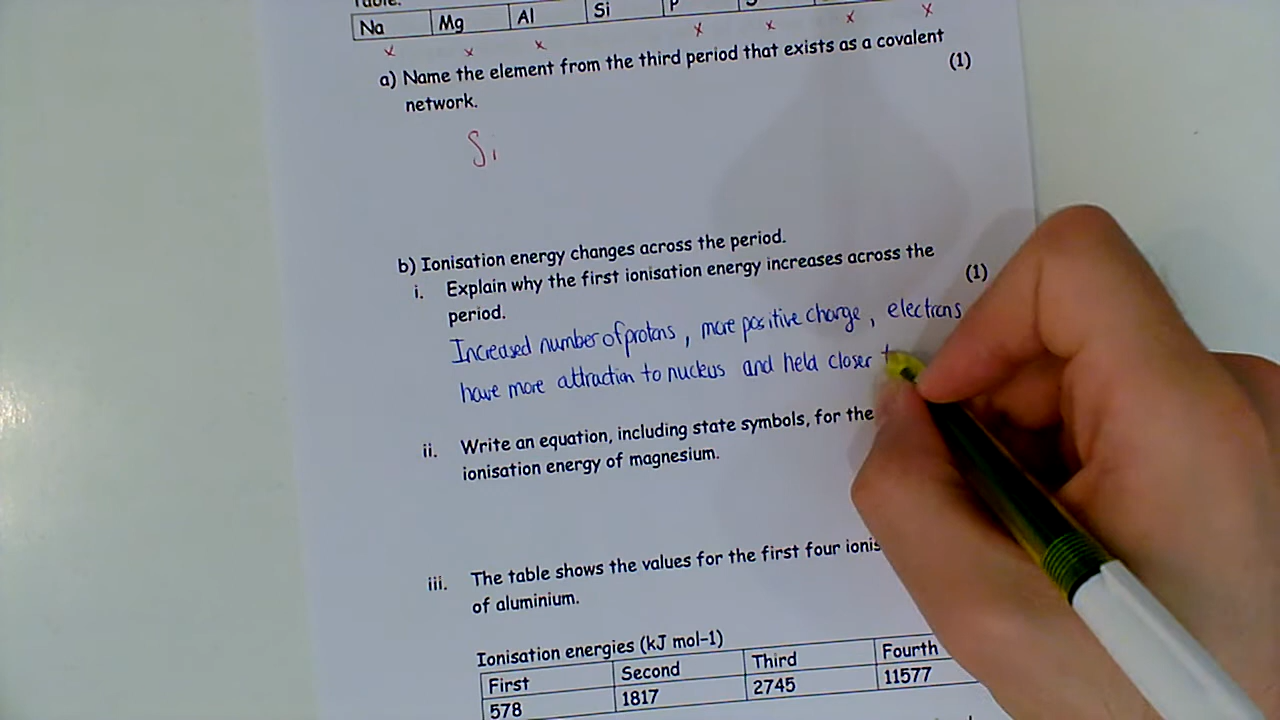 Table.
Na Mg Al Si P S
x x x x x x x
a) Name the element from the third period that exists as a covalent
network. (1)
Si
b) Ionisation energy changes across the period.
i. Explain why the first ionisation energy increases across the
period. (1)
Increased number of protons, more positive charge, electrons
have more attraction to nucleus and held closer t
ii. Write an equation, including state symbols, for the
ionisation energy of magnesium.
iii. The table shows the values for the first four ionis
of aluminium.
Ionisation energies (kJ mol-1)
First Second Third Fourth
578 1817 2745 11577